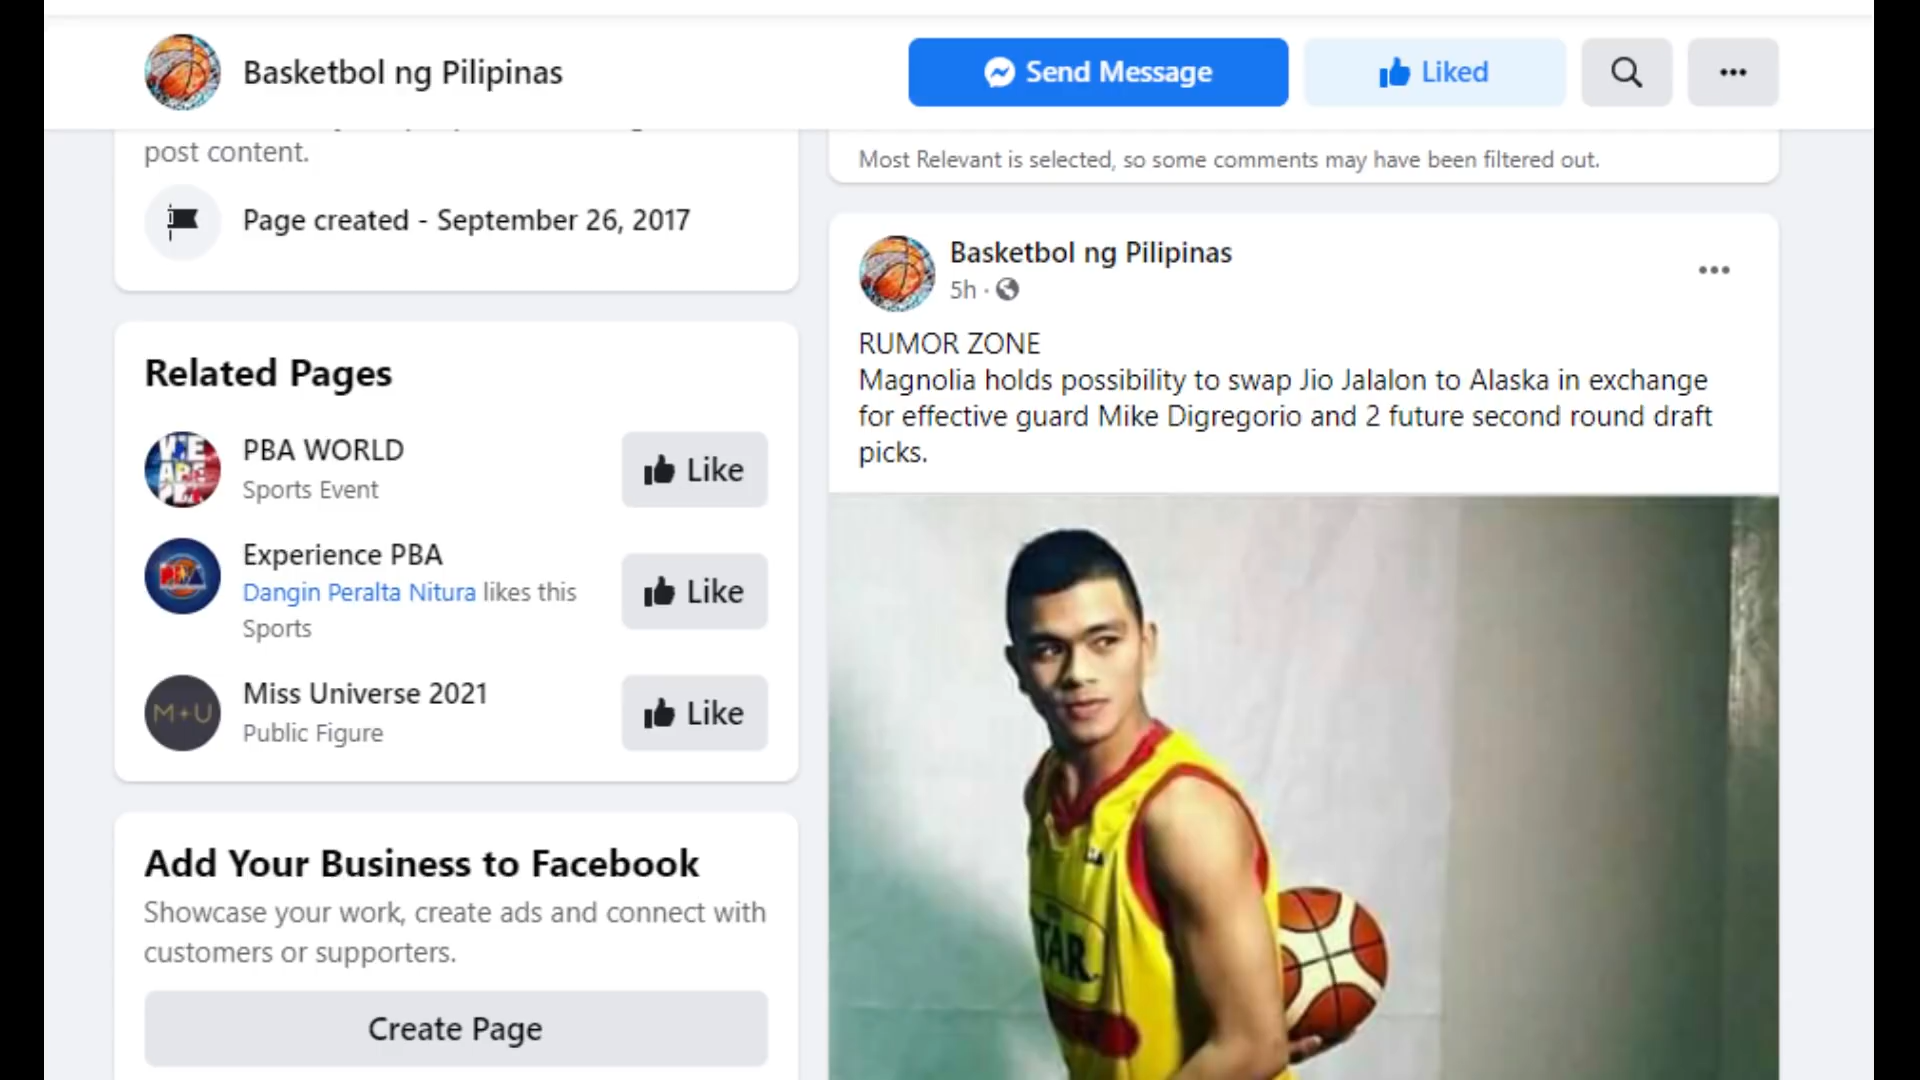 Basketbol ng Pilipinas
Send Message
Liked
post content.
Page created - September 26, 2017
Related Pages
PBA WORLD
Sports Event
Like
Experience PBA
Dangin Peralta Nitura likes this
Sports
Like
M+U
Miss Universe 2021
Public Figure
Like
Add Your Business to Facebook
Showcase your work, create ads and connect with
customers or supporters.
Create Page
Most Relevant is selected, so some comments may have been filtered out.
Basketbol ng Pilipinas
5h ·
RUMOR ZONE
Magnolia holds possibility to swap Jio Jalalon to Alaska in exchange
for effective guard Mike Digregorio and 2 future second round draft
picks.
TAR